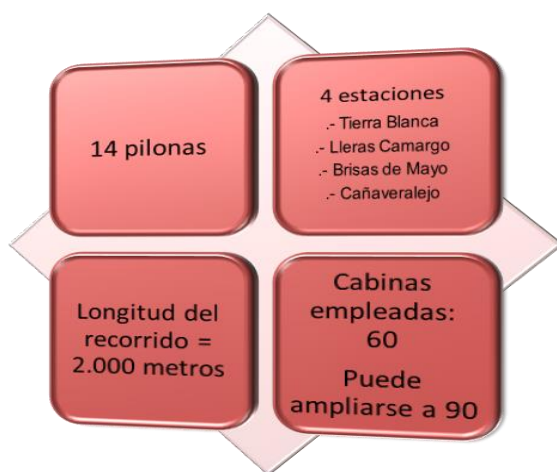 14 pilonas
4 estaciones
.- Tierra Blanca
.- Lleras Camargo
.- Brisas de Mayo
.- Cañaveralejo
Longitud del
recorrido =
2.000 metros
Cabinas
empleadas:
60
Puede
ampliarse a 90